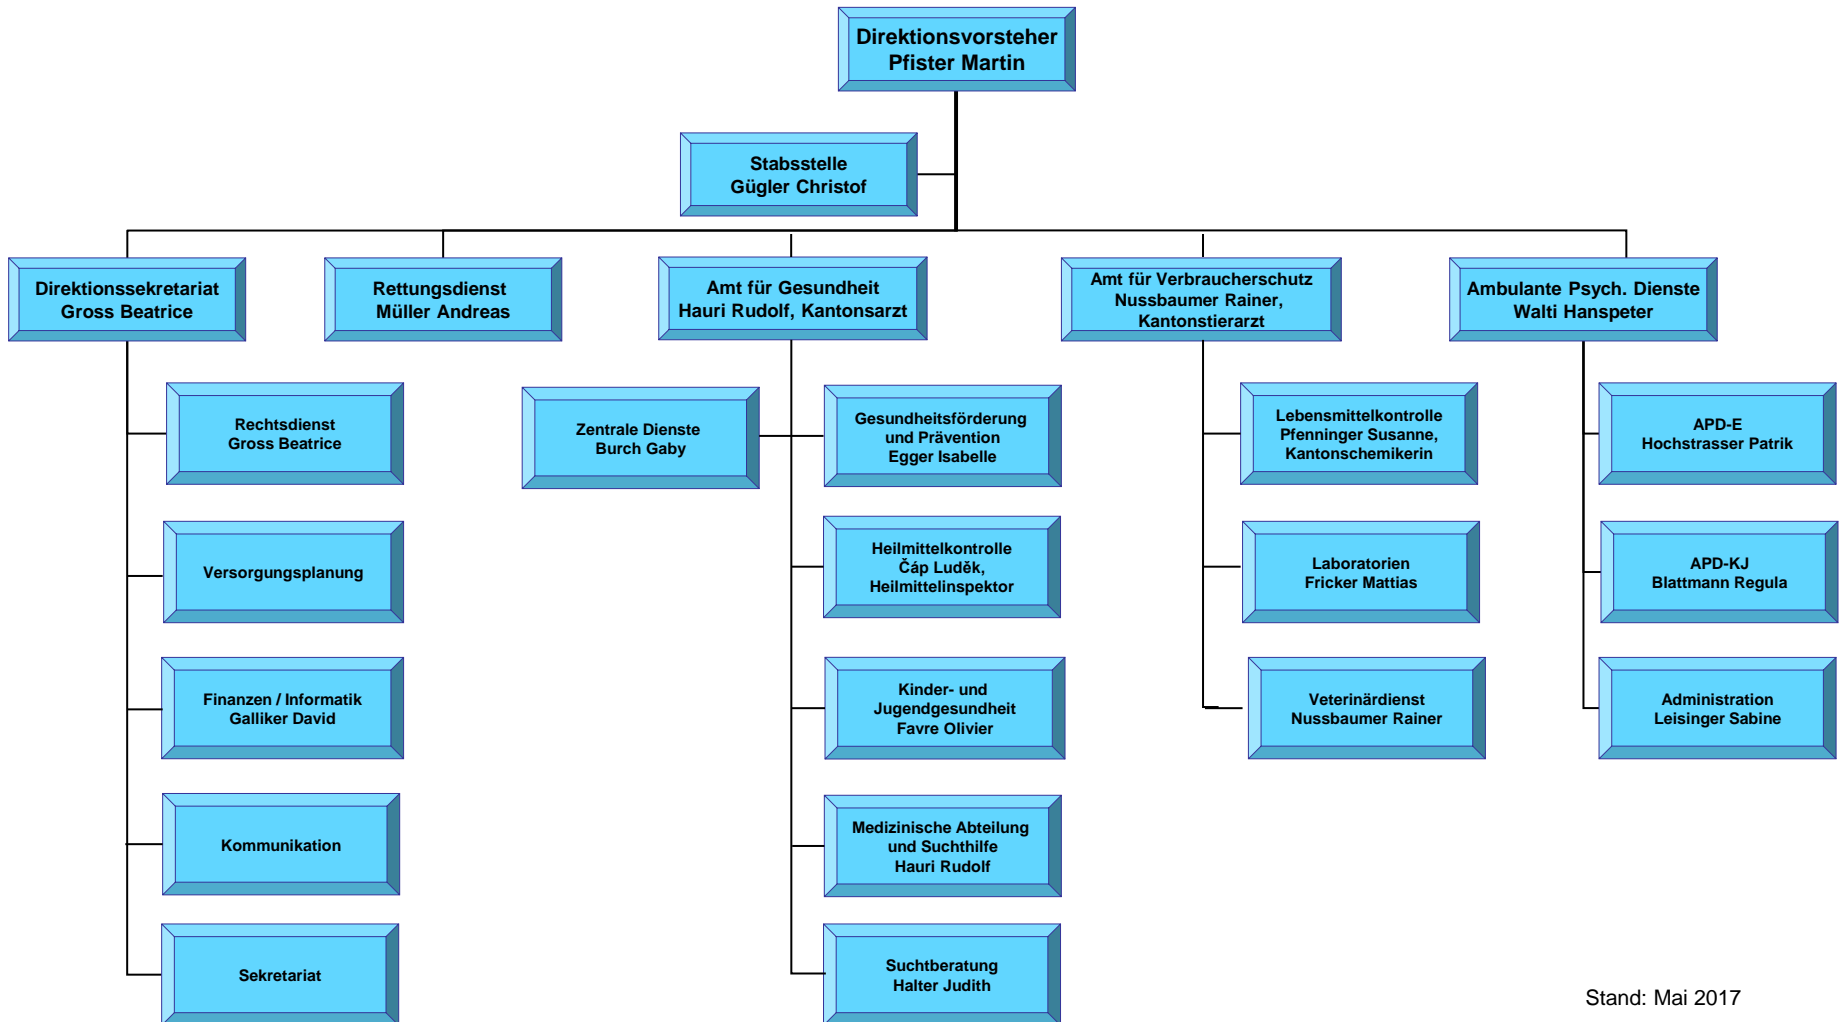 Direktionsvorsteher
Pfister Martin
Stabsstelle
Gügler Christof
Direktionssekretariat
Gross Beatrice
Rettungsdienst
Müller Andreas
Amt für Gesundheit
Hauri Rudolf, Kantonsarzt
Amt für Verbraucherschutz
Nussbaumer Rainer,
Kantonstierarzt
Ambulante Psych. Dienste
Walti Hanspeter
Rechtsdienst
Gross Beatrice
Versorgungsplanung
Finanzen / Informatik
Galliker David
Kommunikation
Sekretariat
Zentrale Dienste
Burch Gaby
Gesundheitsförderung
und Prävention
Egger Isabelle
Heilmittelkontrolle
Čáp Luděk,
Heilmittelinspektor
Kinder- und
Jugendgesundheit
Favre Olivier
Medizinische Abteilung
und Suchthilfe
Hauri Rudolf
Suchtberatung
Halter Judith
Lebensmittelkontrolle
Pfenninger Susanne,
Kantonschemikerin
Laboratorien
Fricker Mattias
Veterinärdienst
Nussbaumer Rainer
APD-E
Hochstrasser Patrik
APD-KJ
Blattmann Regula
Administration
Leisinger Sabine
Stand: Mai 2017